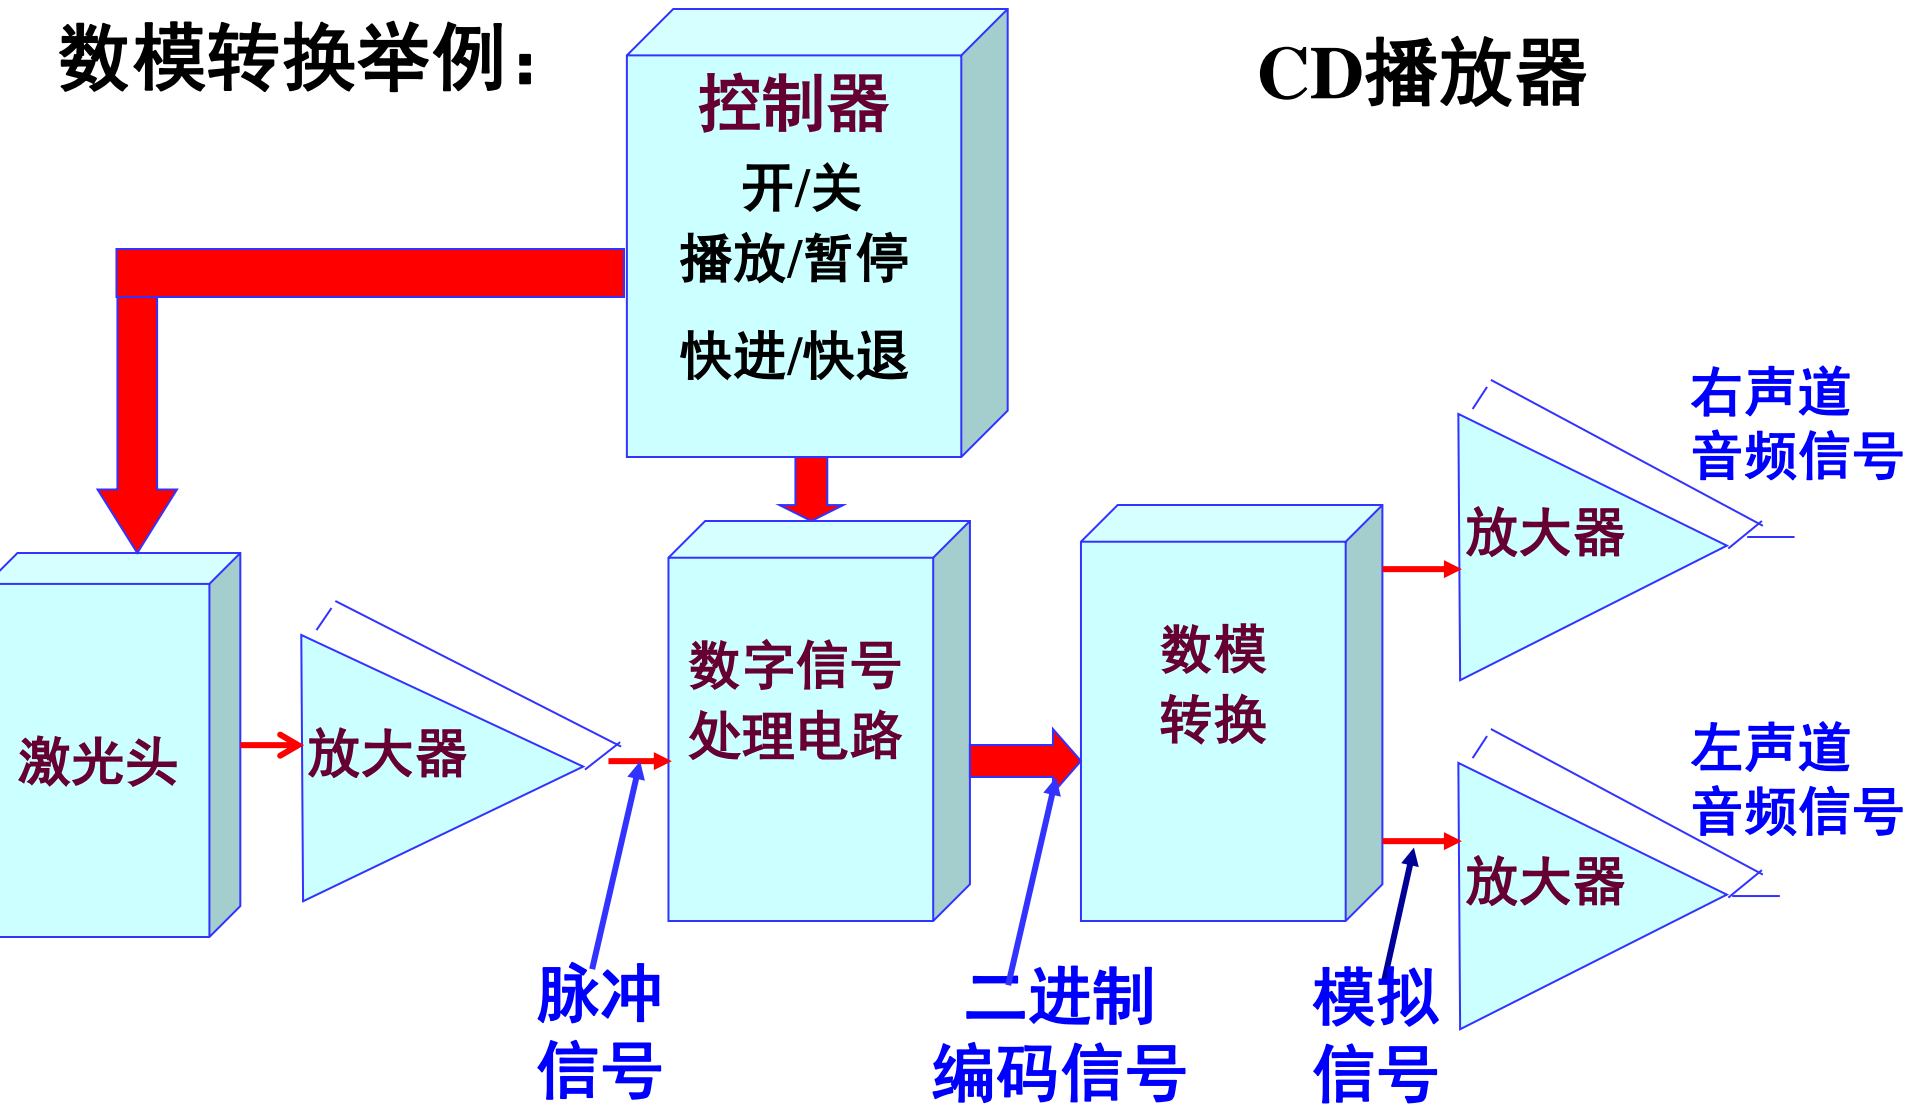 数模转换举例：
CD播放器
控制器
开/关
播放/暂停
快进/快退
右声道
音频信号
放大器
数模
转换
数字信号
处理电路
激光头
放大器
左声道
音频信号
放大器
脉冲
信号
二进制
编码信号
模拟
信号